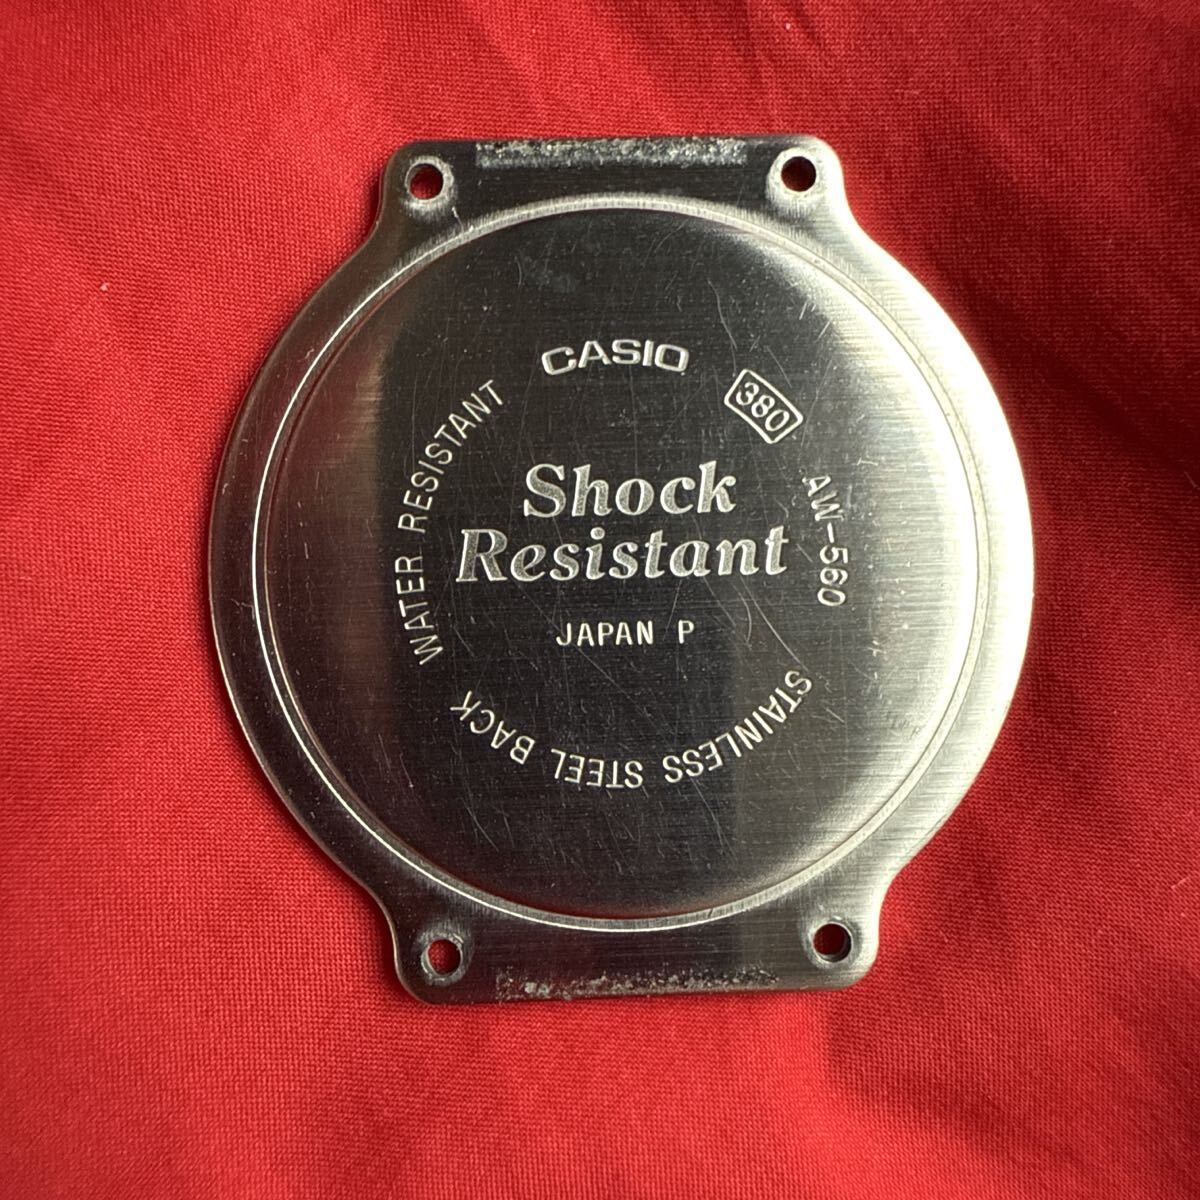 CASIO
380
AW-560
STAINLESS STEEL BACK
WATER RESISTANT
Shock
Resistant
JAPAN P